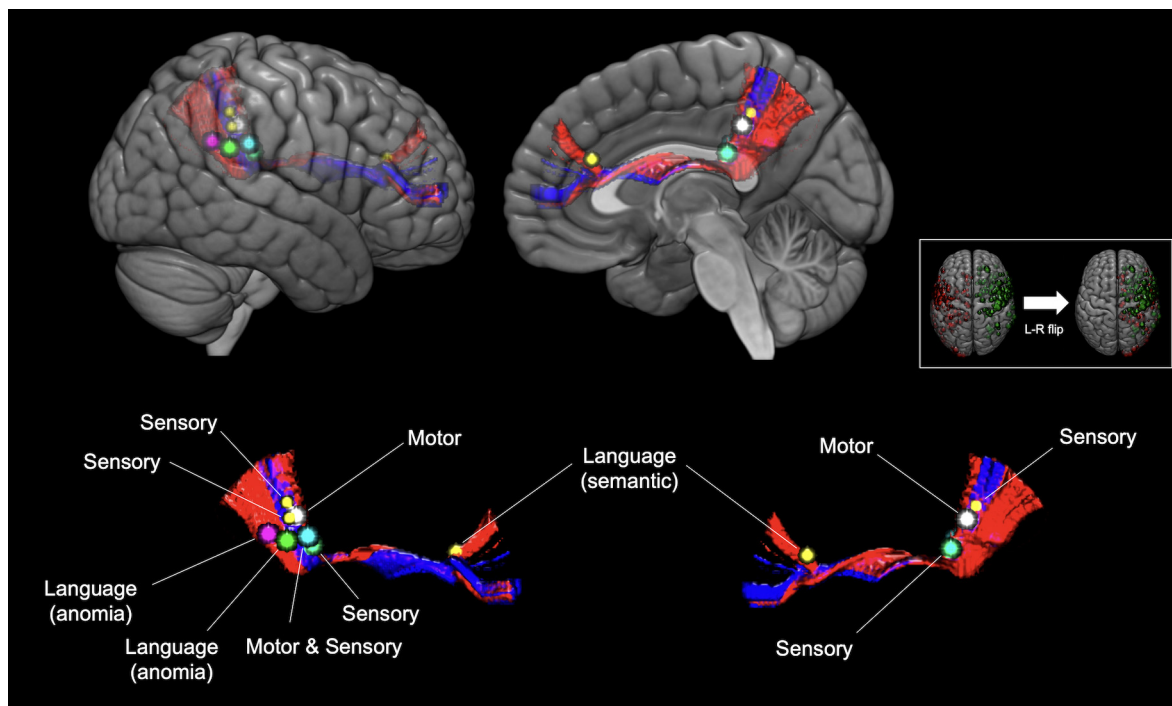 L-R flip
Sensory
Sensory
Motor
Language
(semantic)
Motor
Sensory
Language
(anomia)
Language
(anomia)
Motor & Sensory
Sensory
Sensory